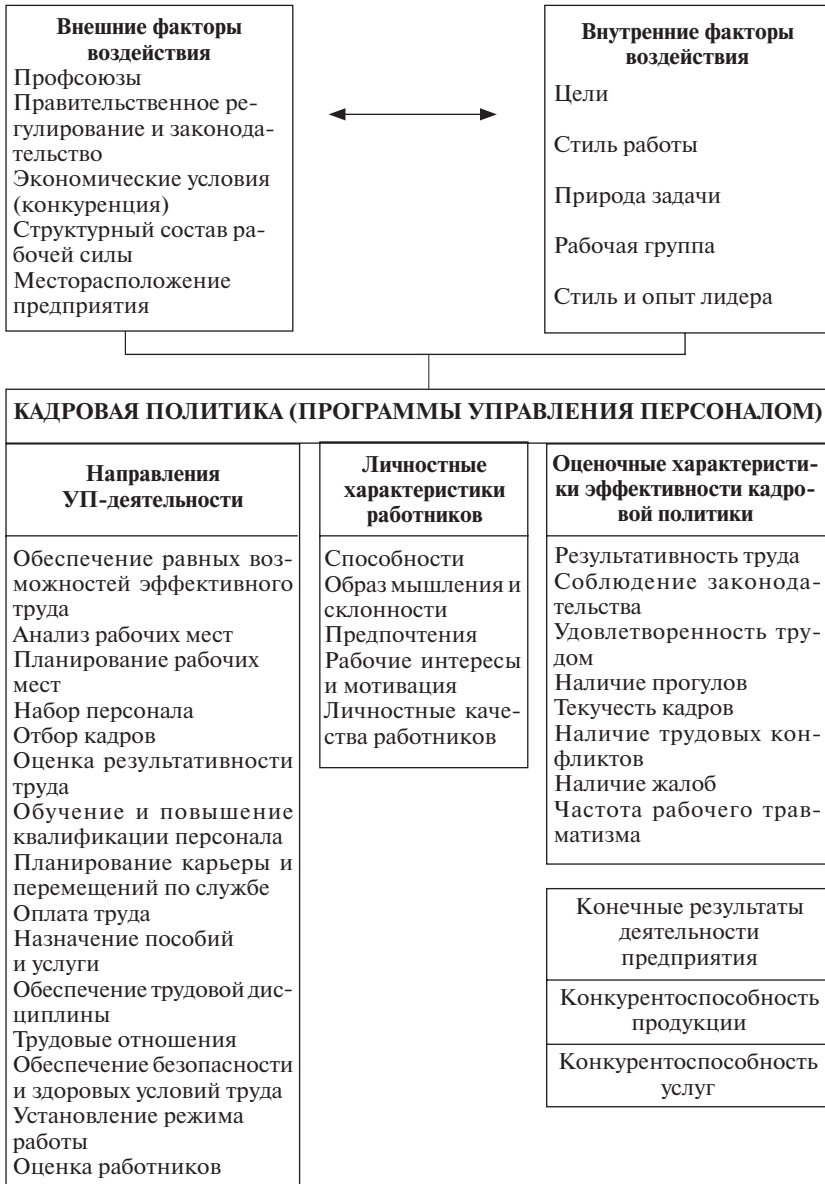 Внешние факторы
воздействия
Профсоюзы
Правительственное ре-
гулирование и законода-
тельство
Экономические условия
(конкуренция)
Структурный состав ра-
бочей силы
Месторасположение
предприятия
Внутренние факторы
воздействия
Цели
Стиль работы
Природа задачи
Рабочая группа
Стиль и опыт лидера
КАДРОВАЯ ПОЛИТИКА (ПРОГРАММЫ УПРАВЛЕНИЯ ПЕРСОНАЛОМ)
Направления
УП-деятельности
Обеспечение равных воз-
можностей эффективного
труда
Анализ рабочих мест
Планирование рабочих
мест
Набор персонала
Отбор кадров
Оценка результативности
труда
Обучение и повышение
квалификации персонала
Планирование карьеры и
перемещений по службе
Оплата труда
Назначение пособий
и услуги
Обеспечение трудовой дис-
циплины
Трудовые отношения
Обеспечение безопасности
и здоровых условий труда
Установление режима
работы
Оценка работников
Личностные
характеристики
работников
Способности
Образ мышления и
склонности
Предпочтения
Рабочие интересы
и мотивация
Личностные каче-
ства работников
Оценочные характеристи-
ки эффективности кадро-
вой политики
Результативность труда
Соблюдение законода-
тельства
Удовлетворенность тру-
дом
Наличие прогулов
Текучесть кадров
Наличие трудовых кон-
фликтов
Наличие жалоб
Частота рабочего трав-
матизма
Конечные результаты
деятельности
предприятия
Конкурентоспособность
продукции
Конкурентоспособность
услуг